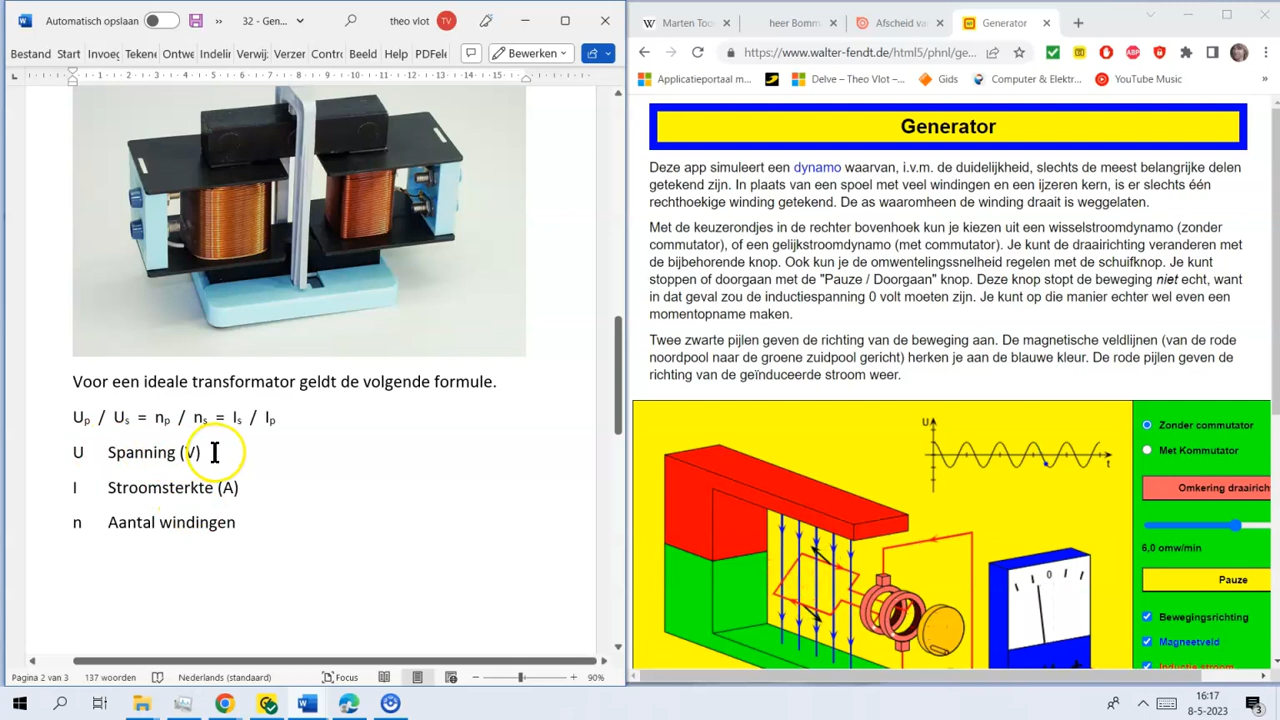 Automatisch opslaan
32 - Gen...
theo vlot
TV
Bestand Start Invoeg Tekene Ontwe Indelin Verwij: Verzer Contro Beeld Help PDFele
Bewerken
Voor een ideale transformator geldt de volgende formule.
Up / Us = np / ns = Is / Ip
U Spanning (V)
I Stroomsterkte (A)
n Aantal windingen
Pagina 2 van 3 137 woorden Nederlands (standaard) Focus 90%
Marten Too heer Bomm Afscheid van Generator
https://www.walter-fendt.de/html5/phnl/ge...
Applicatieportaal m... Delve – Theo Vlot –... Gids Computer & Elektr... YouTube Music
Generator
Deze app simuleert een dynamo waarvan, i.v.m. de duidelijkheid, slechts de meest belangrijke delen
getekend zijn. In plaats van een spoel met veel windingen en een ijzeren kern, is er slechts één
rechthoekige winding getekend. De as waaromheen de winding draait is weggelaten.
Met de keuzerondjes in de rechter bovenhoek kun je kiezen uit een wisselstroomdynamo (zonder
commutator), of een gelijkstroomdynamo (met commutator). Je kunt de draairichting veranderen met
de bijbehorende knop. Ook kun je de omwentelingssnelheid regelen met de schuifknop. Je kunt
stoppen of doorgaan met de "Pauze / Doorgaan" knop. Deze knop stopt de beweging niet echt, want
in dat geval zou de inductiespanning 0 volt moeten zijn. Je kunt op die manier echter wel even een
momentopname maken.
Twee zwarte pijlen geven de richting van de beweging aan. De magnetische veldlijnen (van de rode
noordpool naar de groene zuidpool gericht) herken je aan de blauwe kleur. De rode pijlen geven de
richting van de geïnduceerde stroom weer.
U
t
0
Zonder commutator
Met Kommutator
Omkering draairich
6,0 omw/min
Pauze
Bewegingsrichting
Magneetveld
Inductie stroom
16:17
8-5-2023
3